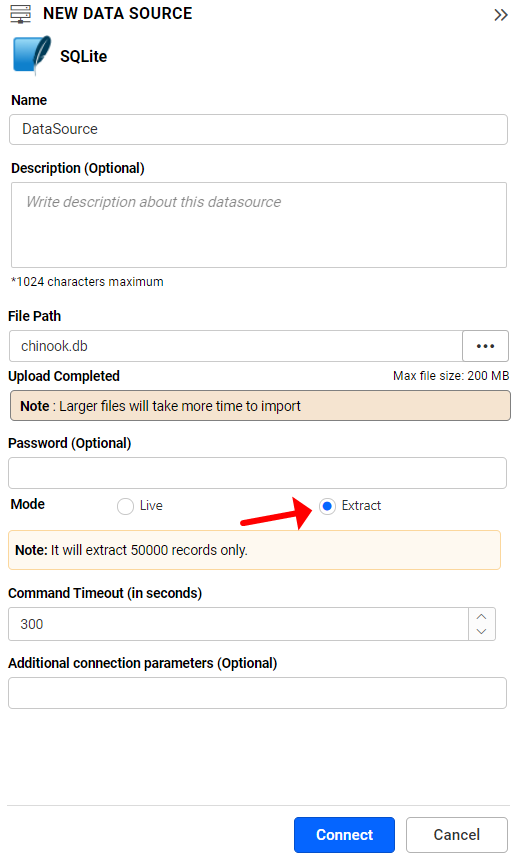 NEW DATA SOURCE
SQLite
Name
DataSource
Description (Optional)
Write description about this datasource
*1024 characters maximum
File Path
chinook.db
Upload Completed Max file size: 200 MB
Note : Larger files will take more time to import
Password (Optional)
Mode Live Extract
Note: It will extract 50000 records only.
Command Timeout (in seconds)
300
Additional connection parameters (Optional)
Connect Cancel